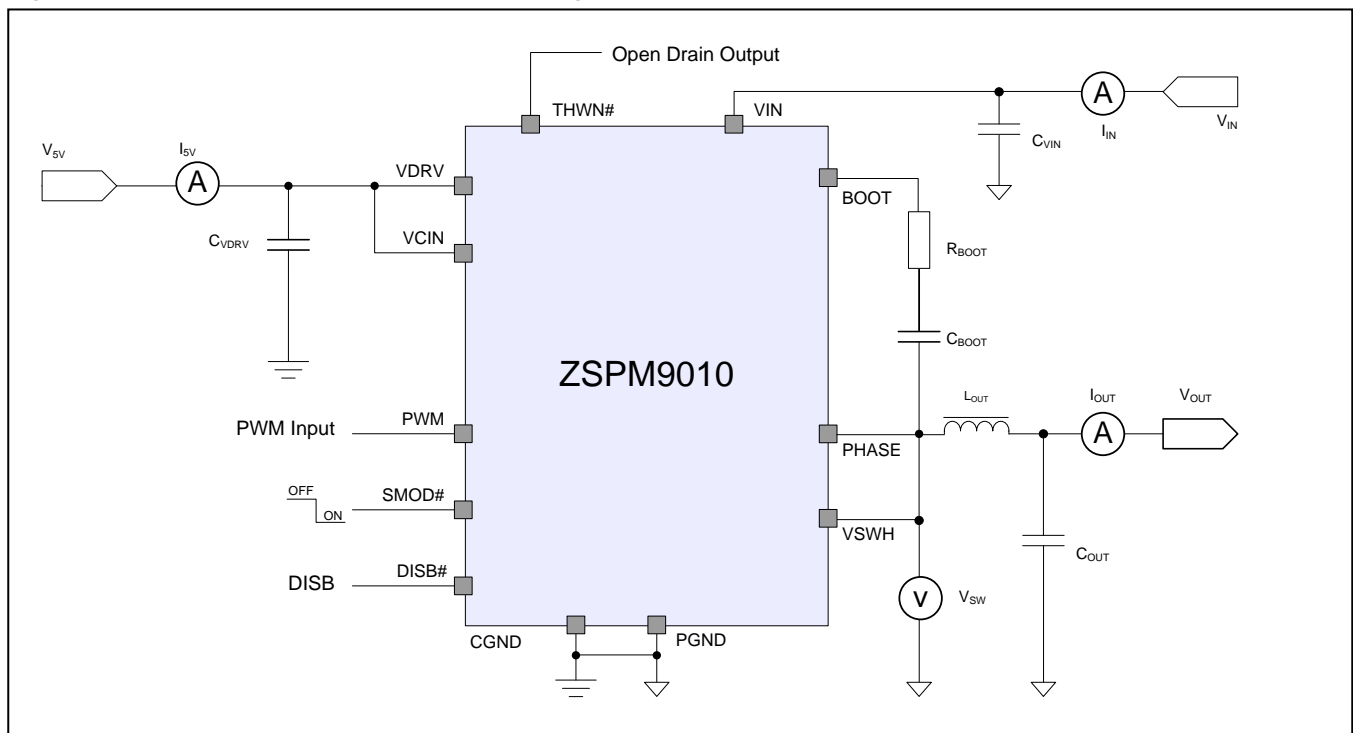 Open Drain Output
THWN#
VIN
A
IIN
VIN
CVIN
V5V
I5V
A
VDRV
VCIN
CVDRV
BOOT
RBOOT
CBOOT
ZSPM9010
LOUT
IOUT
VOUT
A
PWM Input
PWM
PHASE
OFF
ON
SMOD#
VSWH
COUT
DISB
DISB#
V
VSW
CGND
PGND